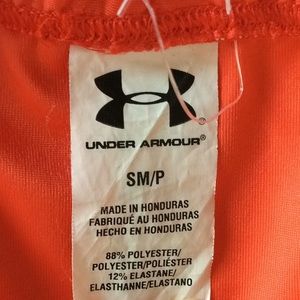 UNDER ARMOUR®
SM/P
MADE IN HONDURAS
FABRIQUÉ AU HONDURAS
HECHO EN HONDURAS
88% POLYESTER/
POLYESTER/POLIÉSTER
12% ELASTANE/
ELASTHANNE/ELASTANO